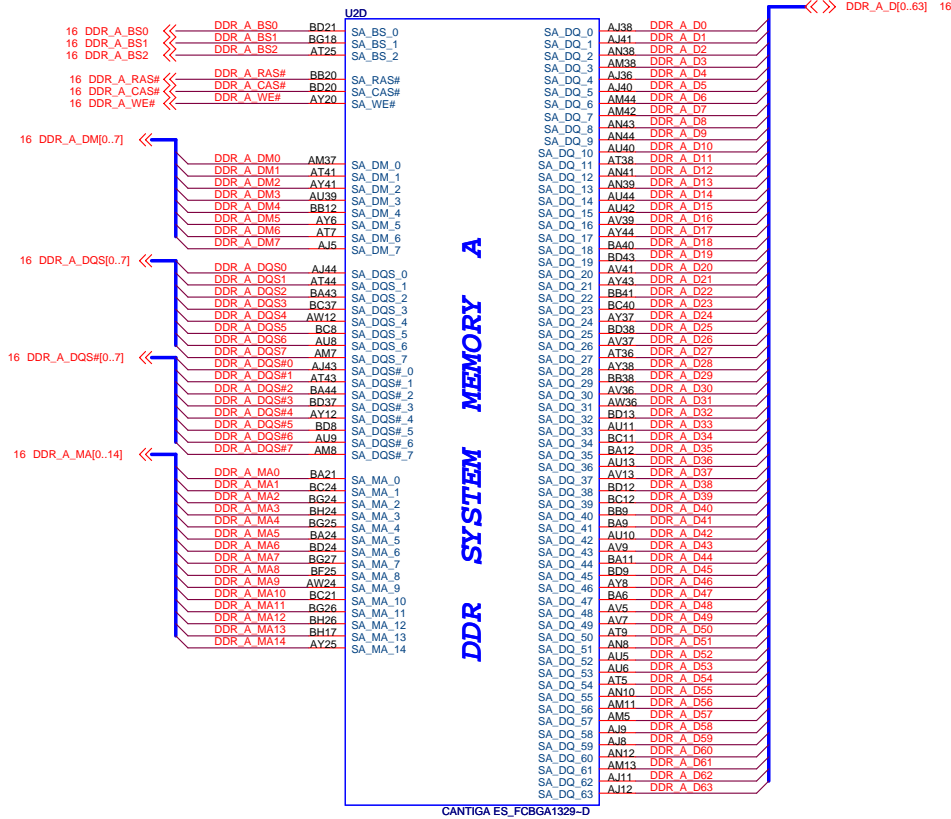 U2D
DDR_A_D[0..63] 16
16 DDR_A_BS0 DDR_A_BS0 BD21 SA_BS_0
16 DDR_A_BS1 DDR_A_BS1 BG18 SA_BS_1
16 DDR_A_BS2 DDR_A_BS2 AT25 SA_BS_2
16 DDR_A_RAS# DDR_A_RAS# BB20 SA_RAS#
16 DDR_A_CAS# DDR_A_CAS# BD20 SA_CAS#
16 DDR_A_WE# DDR_A_WE# AY20 SA_WE#
16 DDR_A_DM[0..7]
DDR_A_DM0 AM37 SA_DM_0
DDR_A_DM1 AT41 SA_DM_1
DDR_A_DM2 AY41 SA_DM_2
DDR_A_DM3 AU39 SA_DM_3
DDR_A_DM4 BB12 SA_DM_4
DDR_A_DM5 AY6 SA_DM_5
DDR_A_DM6 AT7 SA_DM_6
DDR_A_DM7 AJ5 SA_DM_7
16 DDR_A_DQS[0..7]
DDR_A_DQS0 AJ44 SA_DQS_0
DDR_A_DQS1 AT44 SA_DQS_1
DDR_A_DQS2 BA43 SA_DQS_2
DDR_A_DQS3 BC37 SA_DQS_3
DDR_A_DQS4 AW12 SA_DQS_4
DDR_A_DQS5 BC8 SA_DQS_5
DDR_A_DQS6 AU8 SA_DQS_6
DDR_A_DQS7 AM7 SA_DQS_7
16 DDR_A_DQS#[0..7]
DDR_A_DQS#0 AJ43 SA_DQS#_0
DDR_A_DQS#1 AT43 SA_DQS#_1
DDR_A_DQS#2 BA44 SA_DQS#_2
DDR_A_DQS#3 BD37 SA_DQS#_3
DDR_A_DQS#4 AY12 SA_DQS#_4
DDR_A_DQS#5 BD8 SA_DQS#_5
DDR_A_DQS#6 AU9 SA_DQS#_6
DDR_A_DQS#7 AM8 SA_DQS#_7
16 DDR_A_MA[0..14]
DDR_A_MA0 BA21 SA_MA_0
DDR_A_MA1 BC24 SA_MA_1
DDR_A_MA2 BG24 SA_MA_2
DDR_A_MA3 BH24 SA_MA_3
DDR_A_MA4 BG25 SA_MA_4
DDR_A_MA5 BA24 SA_MA_5
DDR_A_MA6 BD24 SA_MA_6
DDR_A_MA7 BG27 SA_MA_7
DDR_A_MA8 BF25 SA_MA_8
DDR_A_MA9 AW24 SA_MA_9
DDR_A_MA10 BC21 SA_MA_10
DDR_A_MA11 BG26 SA_MA_11
DDR_A_MA12 BH26 SA_MA_12
DDR_A_MA13 BH17 SA_MA_13
DDR_A_MA14 AY25 SA_MA_14
DDR SYSTEM MEMORY A
SA_DQ_0 AJ38 DDR_A_D0
SA_DQ_1 AJ41 DDR_A_D1
SA_DQ_2 AN38 DDR_A_D2
SA_DQ_3 AM38 DDR_A_D3
SA_DQ_4 AJ36 DDR_A_D4
SA_DQ_5 AJ40 DDR_A_D5
SA_DQ_6 AM44 DDR_A_D6
SA_DQ_7 AM42 DDR_A_D7
SA_DQ_8 AN43 DDR_A_D8
SA_DQ_9 AN44 DDR_A_D9
SA_DQ_10 AU40 DDR_A_D10
SA_DQ_11 AT38 DDR_A_D11
SA_DQ_12 AN41 DDR_A_D12
SA_DQ_13 AN39 DDR_A_D13
SA_DQ_14 AU44 DDR_A_D14
SA_DQ_15 AU42 DDR_A_D15
SA_DQ_16 AV39 DDR_A_D16
SA_DQ_17 AY44 DDR_A_D17
SA_DQ_18 BA40 DDR_A_D18
SA_DQ_19 BD43 DDR_A_D19
SA_DQ_20 AV41 DDR_A_D20
SA_DQ_21 AY43 DDR_A_D21
SA_DQ_22 BB41 DDR_A_D22
SA_DQ_23 BC40 DDR_A_D23
SA_DQ_24 AY37 DDR_A_D24
SA_DQ_25 BD38 DDR_A_D25
SA_DQ_26 AV37 DDR_A_D26
SA_DQ_27 AT36 DDR_A_D27
SA_DQ_28 AY38 DDR_A_D28
SA_DQ_29 BB38 DDR_A_D29
SA_DQ_30 AV36 DDR_A_D30
SA_DQ_31 AW36 DDR_A_D31
SA_DQ_32 BD13 DDR_A_D32
SA_DQ_33 AU11 DDR_A_D33
SA_DQ_34 BC11 DDR_A_D34
SA_DQ_35 BA12 DDR_A_D35
SA_DQ_36 AU13 DDR_A_D36
SA_DQ_37 AV13 DDR_A_D37
SA_DQ_38 BD12 DDR_A_D38
SA_DQ_39 BC12 DDR_A_D39
SA_DQ_40 BB9 DDR_A_D40
SA_DQ_41 BA9 DDR_A_D41
SA_DQ_42 AU10 DDR_A_D42
SA_DQ_43 AV9 DDR_A_D43
SA_DQ_44 BA11 DDR_A_D44
SA_DQ_45 BD9 DDR_A_D45
SA_DQ_46 AY8 DDR_A_D46
SA_DQ_47 BA6 DDR_A_D47
SA_DQ_48 AV5 DDR_A_D48
SA_DQ_49 AV7 DDR_A_D49
SA_DQ_50 AT9 DDR_A_D50
SA_DQ_51 AN8 DDR_A_D51
SA_DQ_52 AU5 DDR_A_D52
SA_DQ_53 AU6 DDR_A_D53
SA_DQ_54 AT5 DDR_A_D54
SA_DQ_55 AN10 DDR_A_D55
SA_DQ_56 AM11 DDR_A_D56
SA_DQ_57 AM5 DDR_A_D57
SA_DQ_58 AJ9 DDR_A_D58
SA_DQ_59 AJ8 DDR_A_D59
SA_DQ_60 AN12 DDR_A_D60
SA_DQ_61 AM13 DDR_A_D61
SA_DQ_62 AJ11 DDR_A_D62
SA_DQ_63 AJ12 DDR_A_D63
CANTIGA ES_FCBGA1329~D